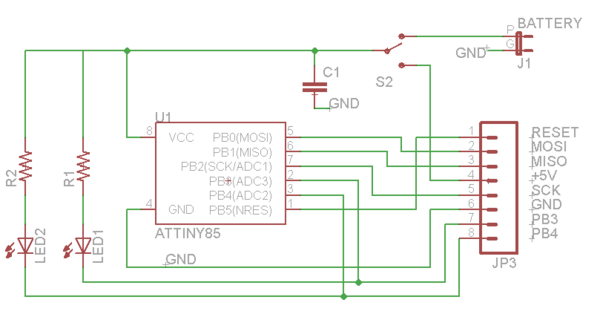 BATTERY
P
GND G
J1
S2
C1
GND
U1
8 VCC PB0(MOSI) 5
PB1(MISO) 6
PB2(SCK/ADC1) 7
PB3(ADC3) 2
PB4(ADC2) 3
4 GND PB5(NRES) 1
ATTINY85
R2
R1
LED2
LED1
GND
1 RESET
2 MOSI
3 MISO
4 +5V
5 SCK
6 GND
7 PB3
8 PB4
JP3